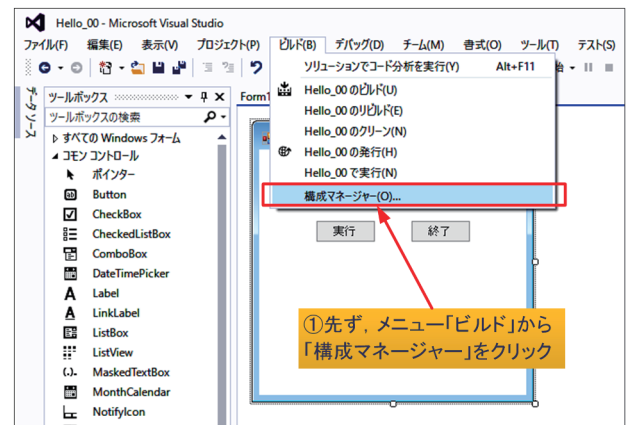 Hello_00 - Microsoft Visual Studio
ファイル(F) 編集(E) 表示(V) プロジェクト(P) ビルド(B) デバッグ(D) チーム(M) 書式(O) ツール(T) テスト(S)
ソリューションでコード分析を実行(Y) Alt+F11
Hello_00 のビルド(U)
Hello_00 のリビルド(E)
Hello_00 のクリーン(N)
Hello_00 の発行(H)
Hello_00 で実行(N)
構成マネージャー(O)...
データ ソース
ツールボックス
Form1
ツールボックスの検索
すべての Windows フォーム
コモン コントロール
ポインター
Button
CheckBox
CheckedListBox
ComboBox
DateTimePicker
Label
LinkLabel
ListBox
ListView
MaskedTextBox
MonthCalendar
NotifyIcon
実行 終了
①先ず，メニュー「ビルド」から
「構成マネージャー」をクリック